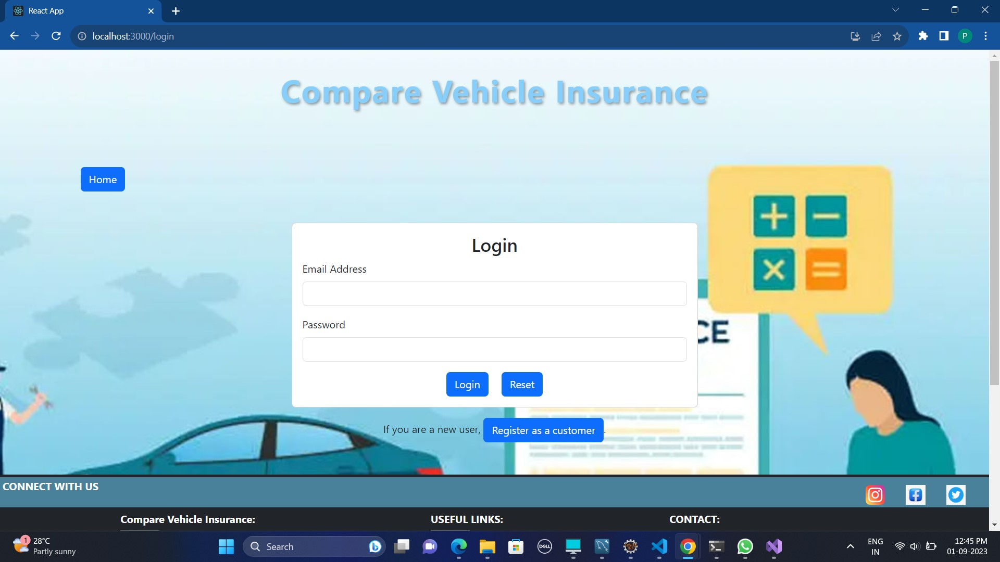 React App
localhost:3000/login
P
Compare Vehicle Insurance
Home
Login
Email Address
CE
Password
Login Reset
If you are a new user, Register as a customer.
CONNECT WITH US
Compare Vehicle Insurance: USEFUL LINKS: CONTACT:
1
28°C
Partly sunny
Search
DELL
ENG
IN
12:45 PM
01-09-2023